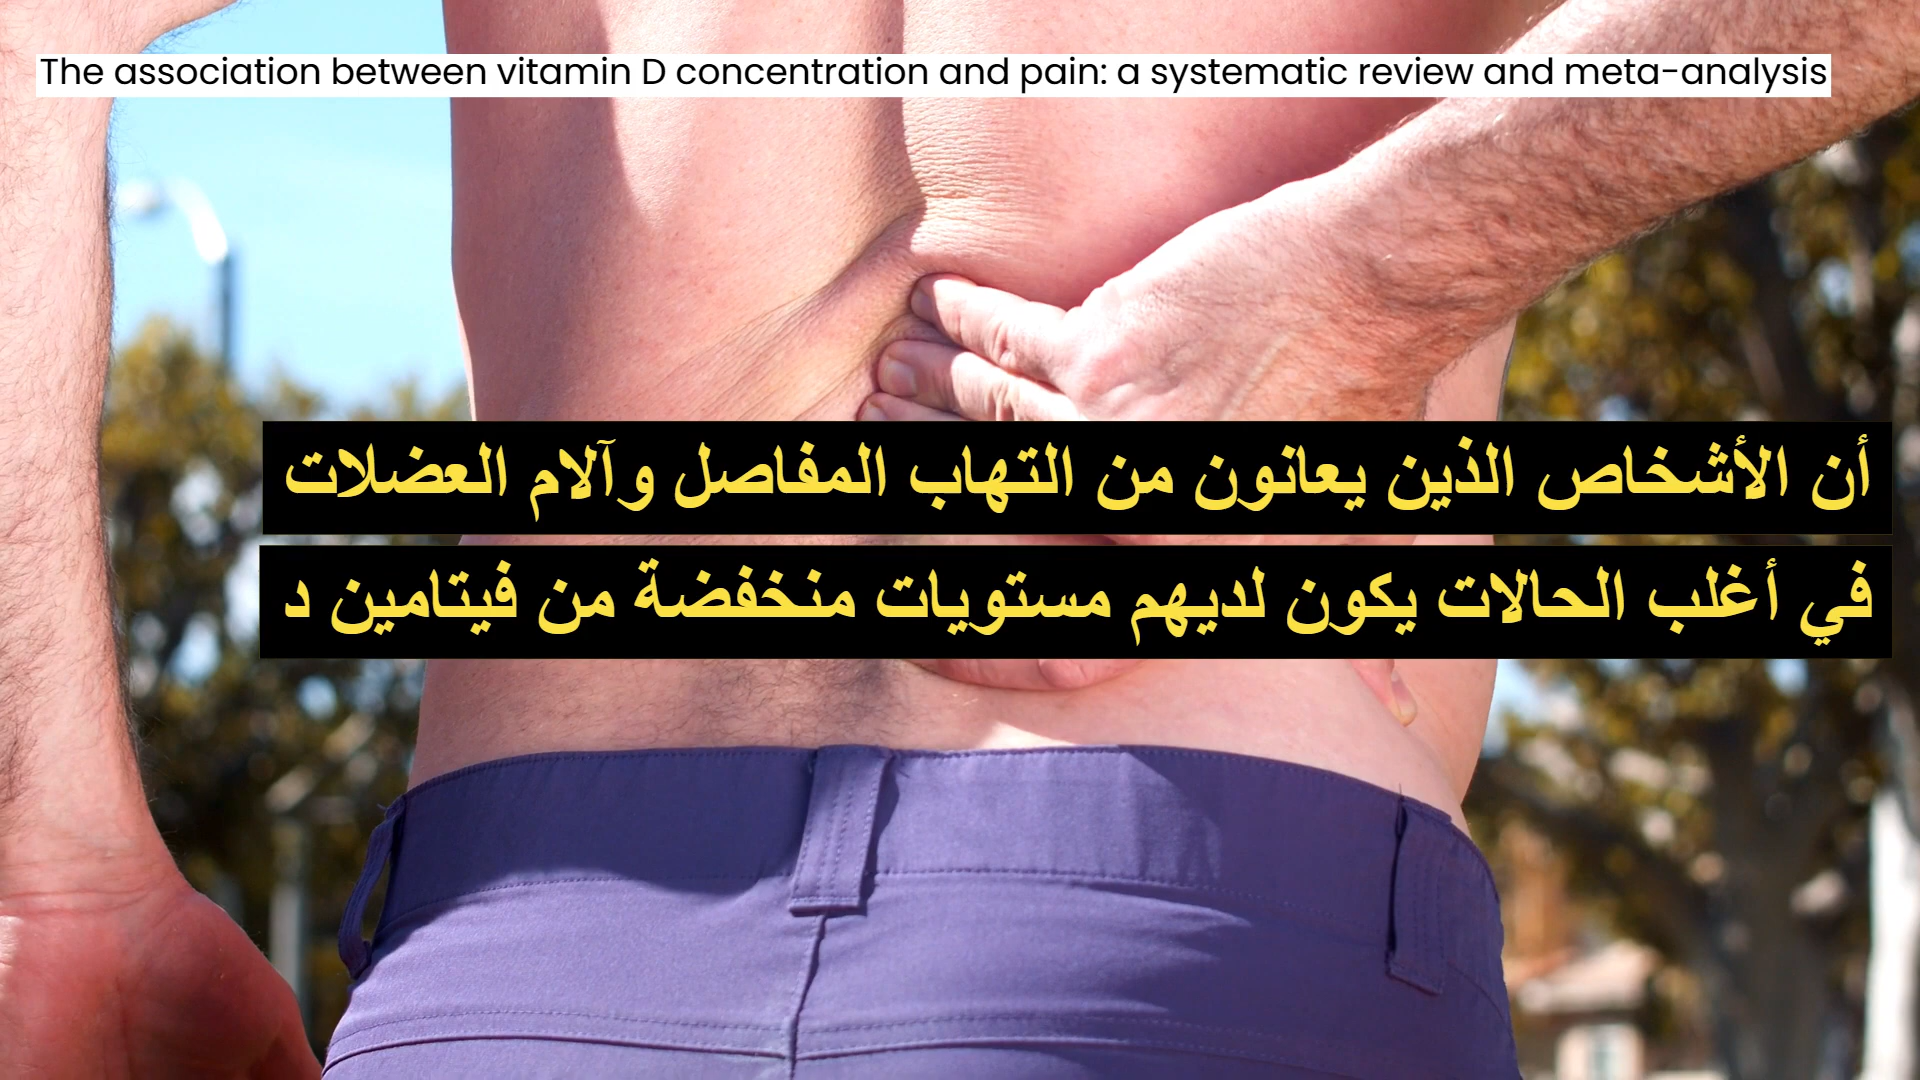 The association between vitamin D concentration and pain: a systematic review and meta-analysis
أن الأشخاص الذين يعانون من التهاب المفاصل وآلام العضلات
في أغلب الحالات يكون لديهم مستويات منخفضة من فيتامين د